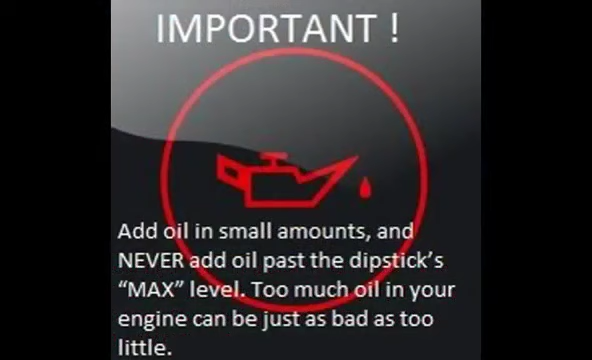 IMPORTANT !
Add oil in small amounts, and
NEVER add oil past the dipstick's
“MAX” level. Too much oil in your
engine can be just as bad as too
little.